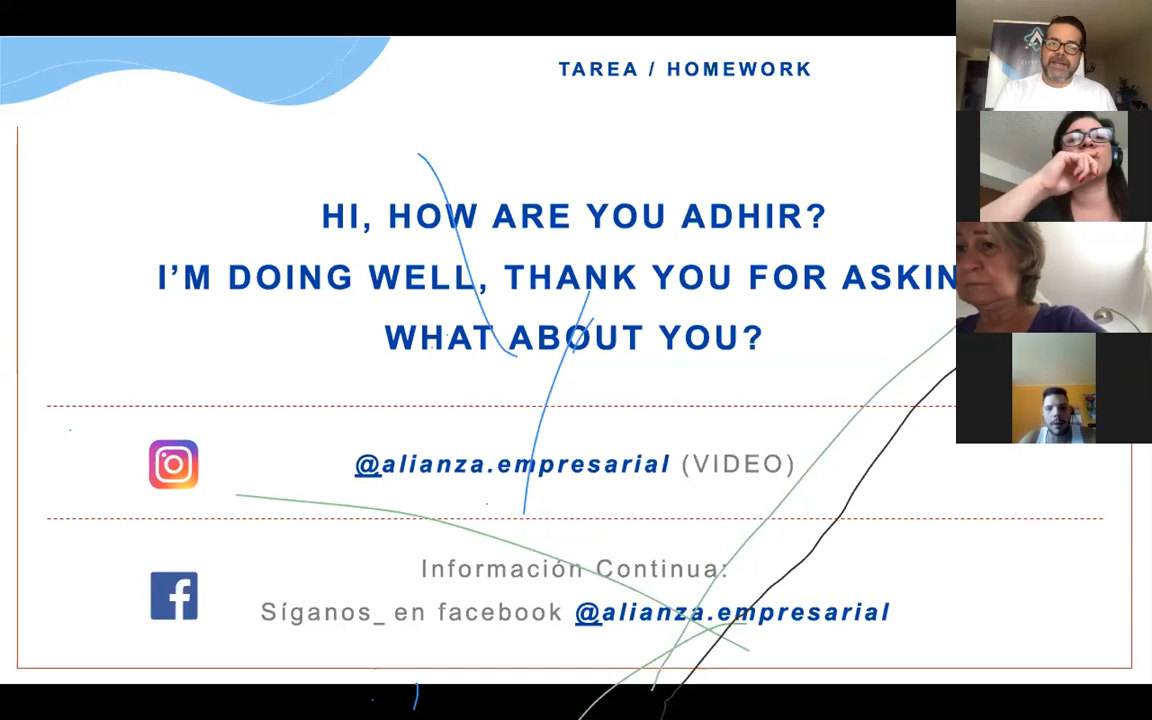 TAREA / HOMEWORK
HI, HOW ARE YOU ADHIR?
I'M DOING WELL, THANK YOU FOR ASKIN
WHAT ABOUT YOU?
@alianza.empresarial (VIDEO)
Información Continua:
Síganos_ en facebook @alianza.empresarial